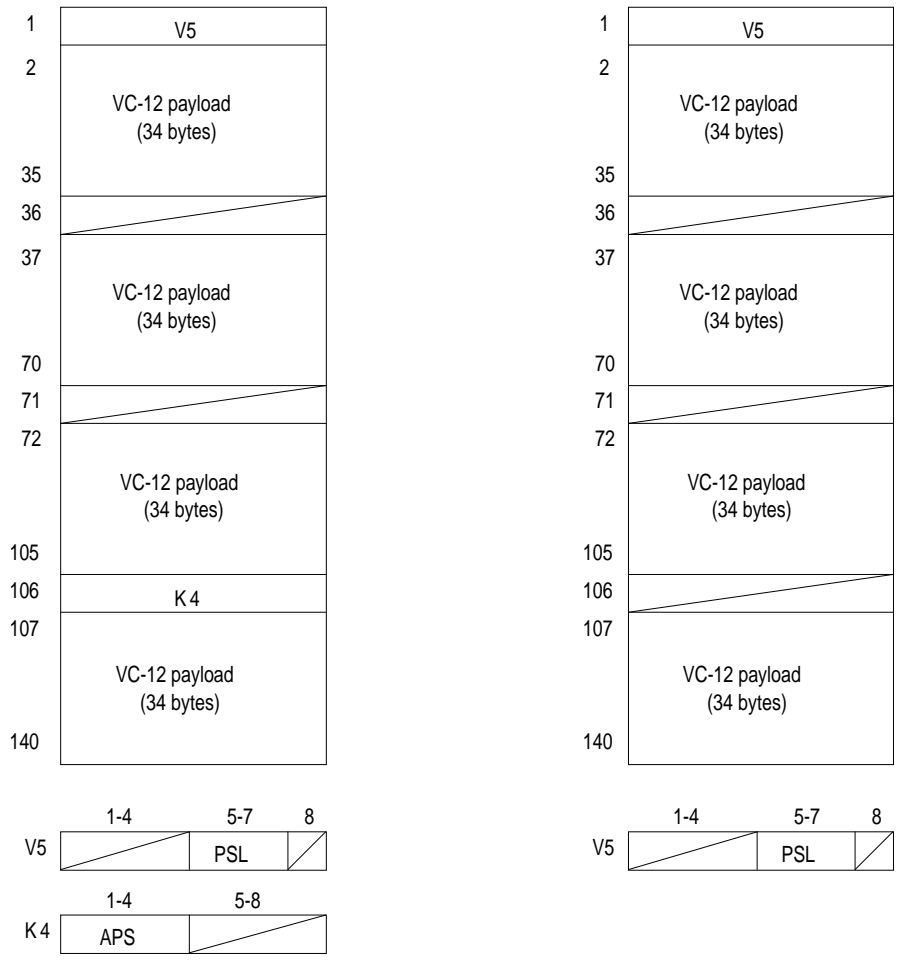 1
V5
2
VC-12 payload
(34 bytes)
35
36
37
VC-12 payload
(34 bytes)
70
71
72
VC-12 payload
(34 bytes)
105
106
K4
107
VC-12 payload
(34 bytes)
140
1-4 5-7 8
V5 PSL
1-4 5-8
K4 APS
1
V5
2
VC-12 payload
(34 bytes)
35
36
37
VC-12 payload
(34 bytes)
70
71
72
VC-12 payload
(34 bytes)
105
106
107
VC-12 payload
(34 bytes)
140
1-4 5-7 8
V5 PSL